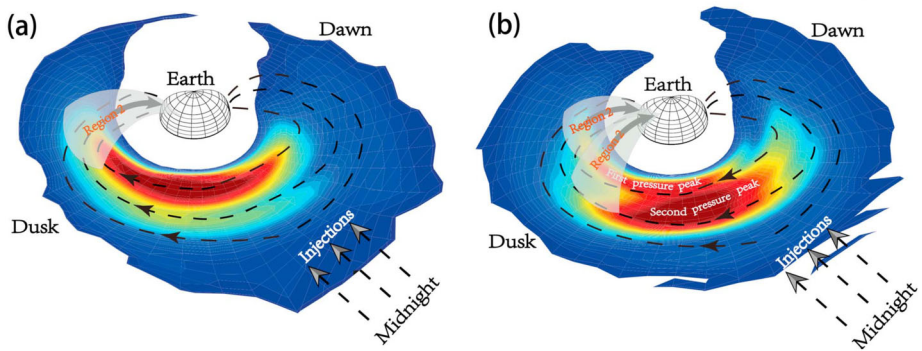 (a)
Dawn
Earth
Region 2
Dusk
Injections
Midnight
(b)
Dawn
Earth
Region 2
Region 2
First pressure peak
Second pressure peak
Dusk
Injections
Midnight